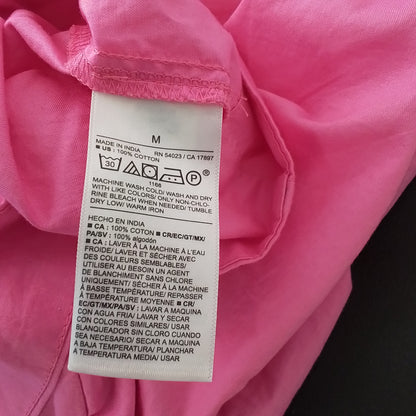 M
MADE IN INDIA RN 54023 / CA 17897
■ US : 100% COTTON
30 P
1166
MACHINE WASH COLD/ WASH AND DRY
WITH LIKE COLORS/ ONLY NON-CHLO-
RINE BLEACH WHEN NEEDED/ TUMBLE
DRY LOW/ WARM IRON
HECHO EN INDIA
■ CA : 100% COTON ■ CR/EC/GT/MX/
PA/SV : 100% algodón
■ CA : LAVER À LA MACHINE À L'EAU
FROIDE/ LAVER ET SÉCHER AVEC
DES COULEURS SEMBLABLES/
UTILISER AU BESOIN UN AGENT
DE BLANCHIMENT SANS CHLORE
SEULEMENT/ SÉCHER PAR CULBUTAGE
À BASSE TEMPÉRATURE/ REPASSER
À TEMPÉRATURE MOYENNE ■ CR/
EC/GT/MX/PA/SV : LAVAR A MAQUINA
CON AGUA FRIA/ LAVAR Y SECAR
CON COLORES SIMILARES/ USAR
BLANQUEADOR SIN CLORO CUANDO
SEA NECESARIO/ SECAR A MAQUINA
A BAJA TEMPERATURA/ PLANCHAR
A TEMPERATURA MEDIA/ USAR